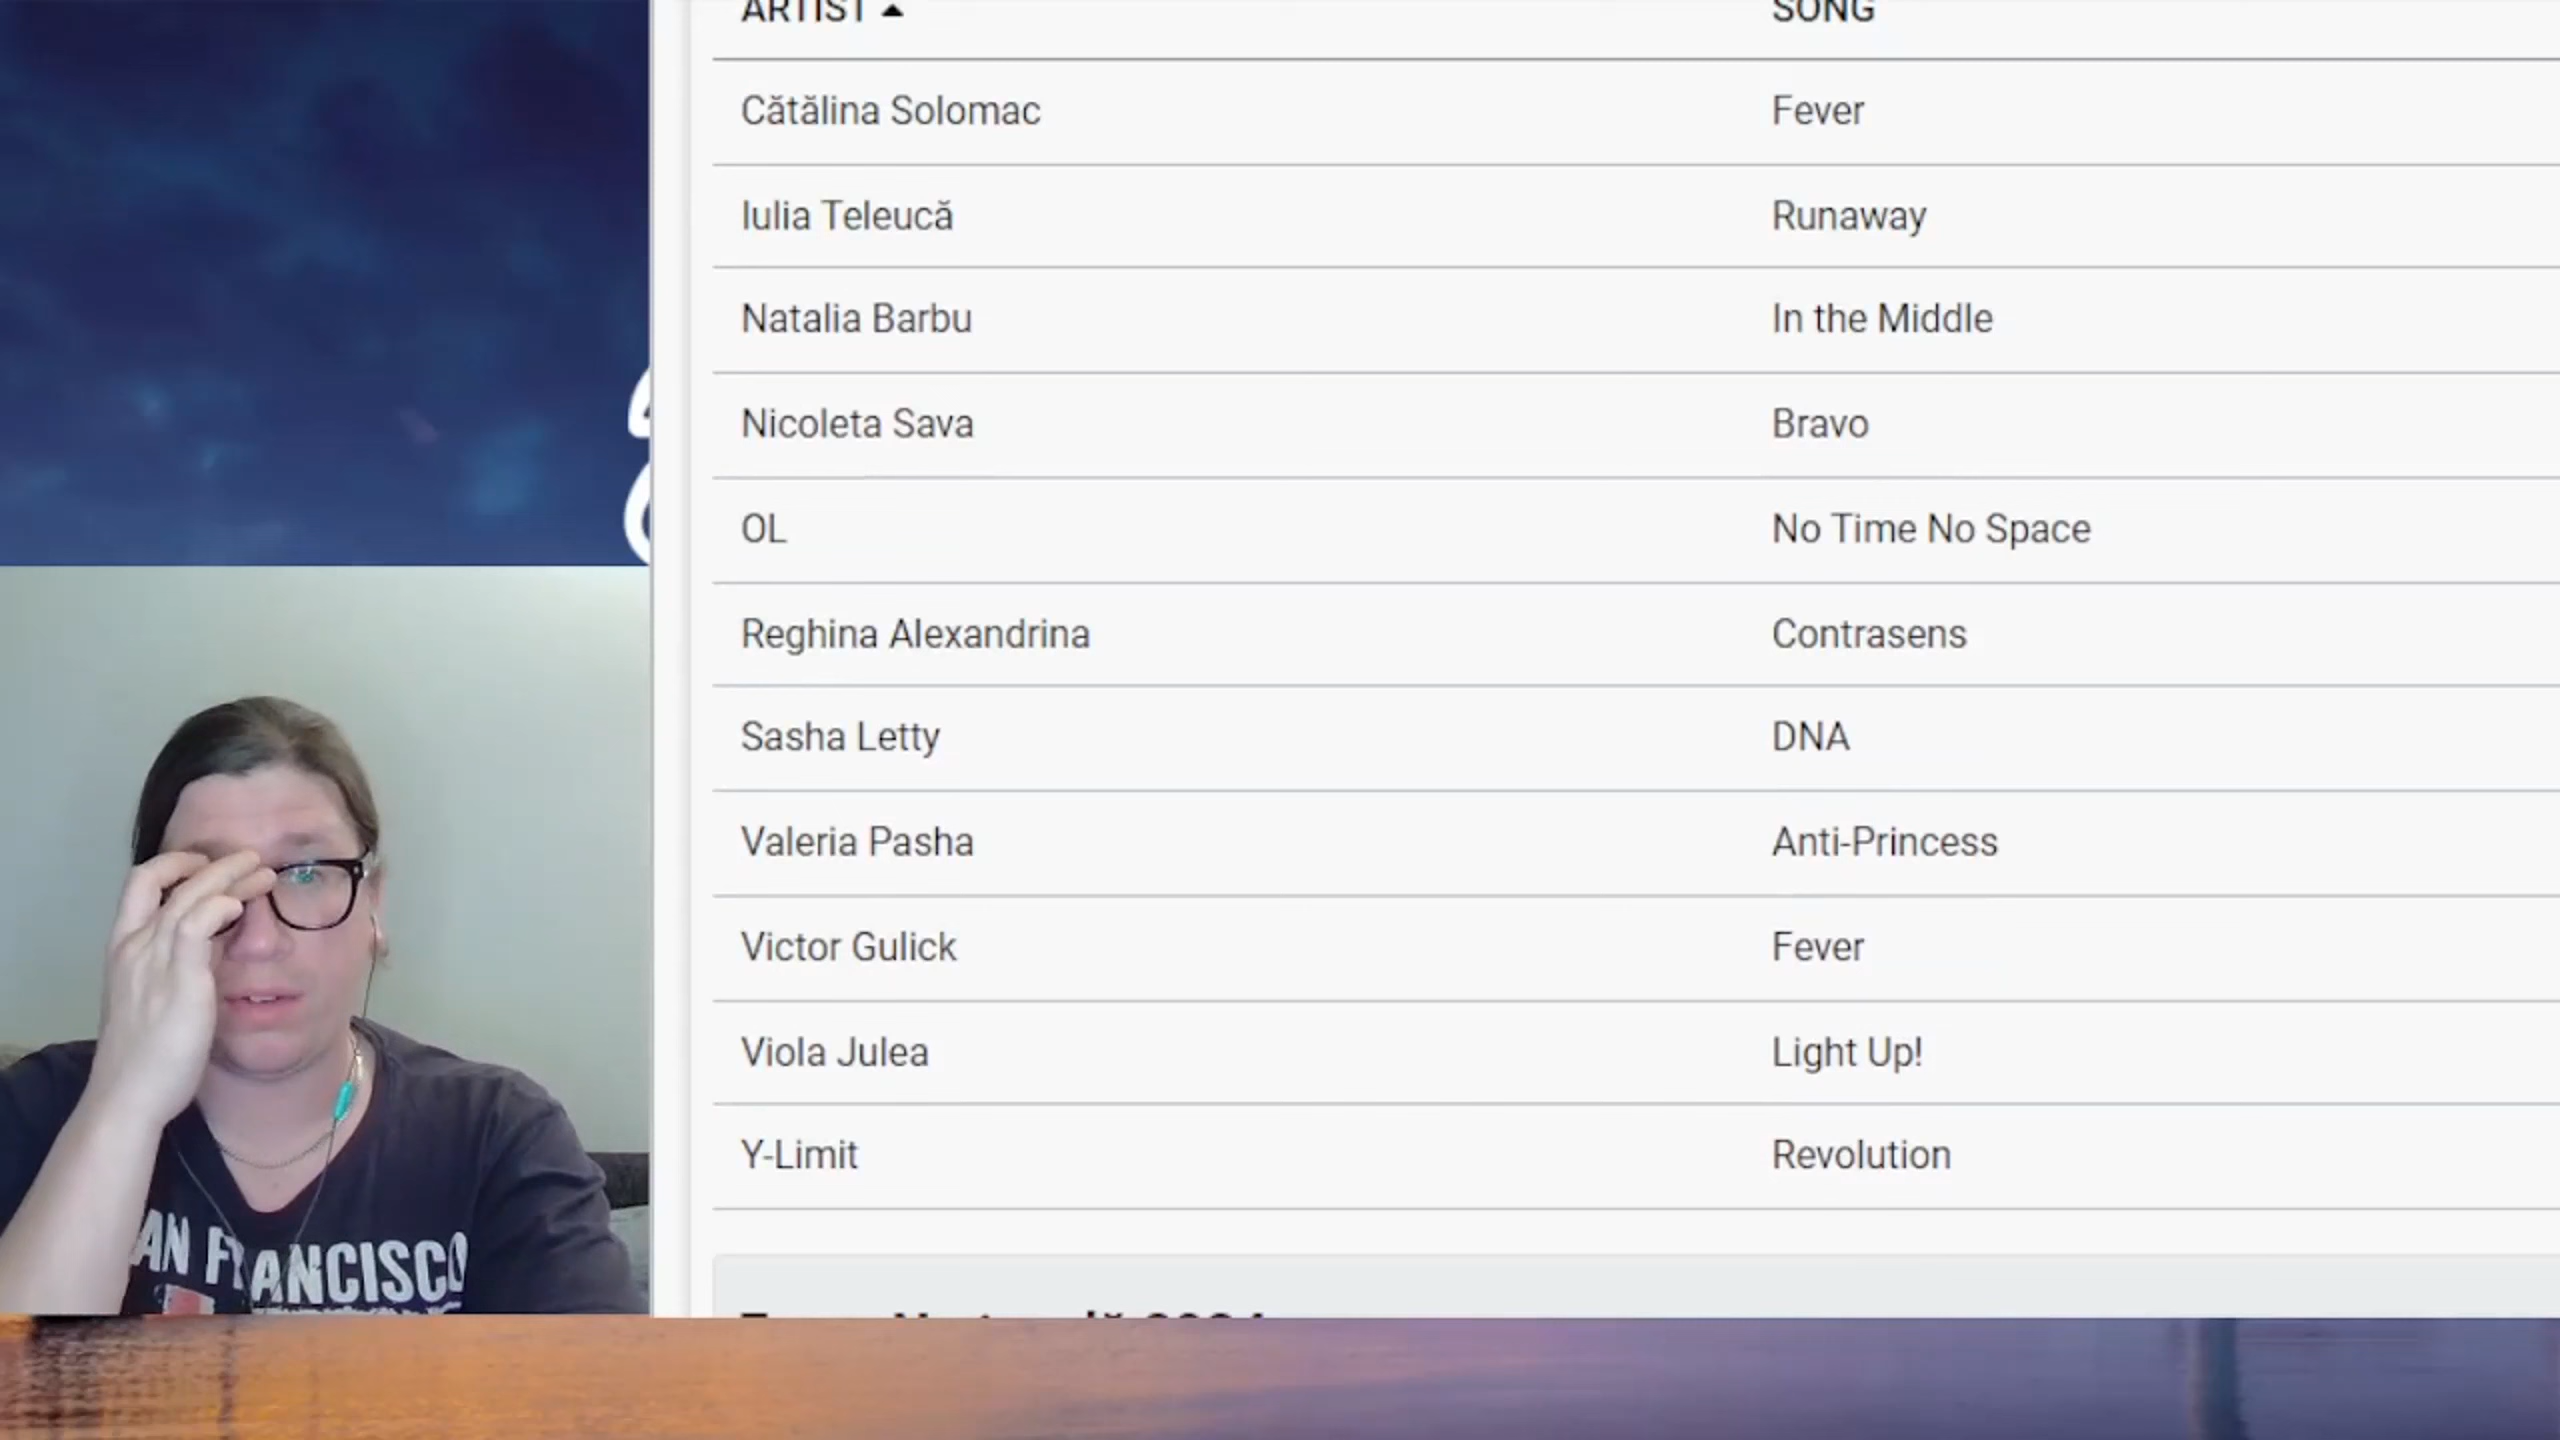 ARTIST SONG
Cătălina Solomac Fever
Iulia Teleucă Runaway
Natalia Barbu In the Middle
Nicoleta Sava Bravo
OL No Time No Space
Reghina Alexandrina Contrasens
Sasha Letty DNA
Valeria Pasha Anti-Princess
Victor Gulick Fever
Viola Julea Light Up!
Y-Limit Revolution
AN FRANCISCO